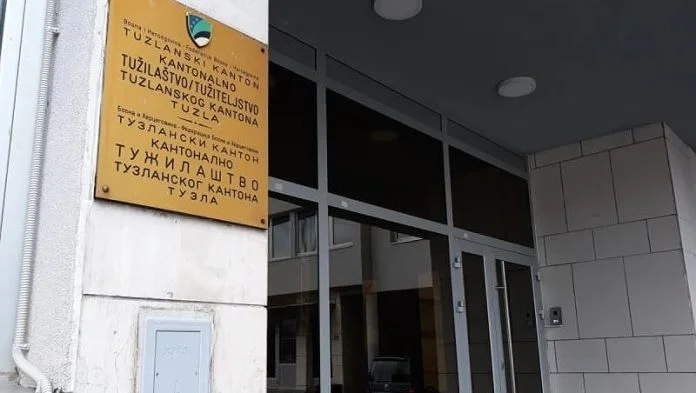 Bosna i Hercegovina - Federacija Bosne i Hercegovine
TUZLANSKI KANTON
KANTONALNO
TUŽILAŠTVO/TUŽITELJSTVO
TUZLANSKOG KANTONA
TUZLA
Босна и Херцеговина - Федерација Босне и Херцеговине
ТУЗЛАНСКИ КАНТОН
КАНТОНАЛНО
ТУЖИЛАШТВО
ТУЗЛАНСКОГ КАНТОНА
ТУЗЛА